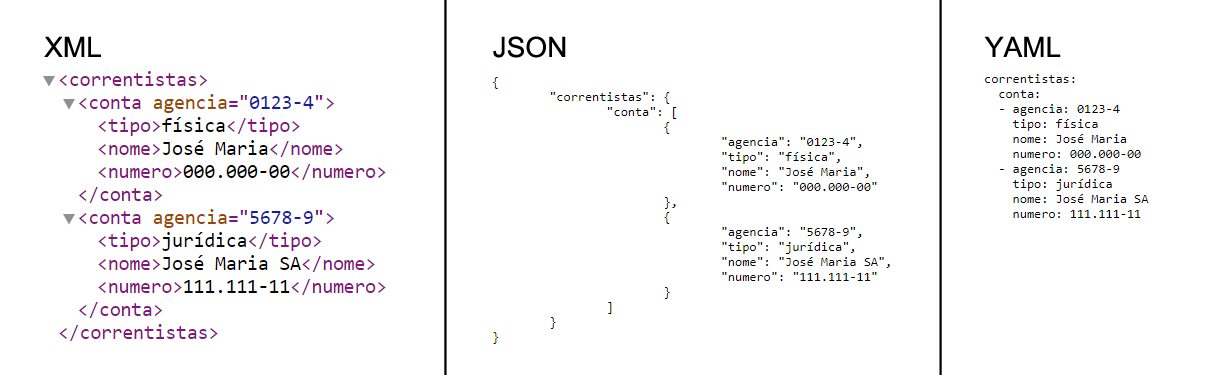 XML
<correntistas>
<conta agencia="0123-4">
<tipo>física</tipo>
<nome>José Maria</nome>
<numero>000.000-00</numero>
</conta>
<conta agencia="5678-9">
<tipo>jurídica</tipo>
<nome>José Maria SA</nome>
<numero>111.111-11</numero>
</conta>
</correntistas>
JSON
{
"correntistas": {
"conta": [
{
"agencia": "0123-4",
"tipo": "física",
"nome": "José Maria",
"numero": "000.000-00"
},
{
"agencia": "5678-9",
"tipo": "jurídica",
"nome": "José Maria SA",
"numero": "111.111-11"
}
]
}
}
YAML
correntistas:
conta:
- agencia: 0123-4
tipo: física
nome: José Maria
numero: 000.000-00
- agencia: 5678-9
tipo: jurídica
nome: José Maria SA
numero: 111.111-11